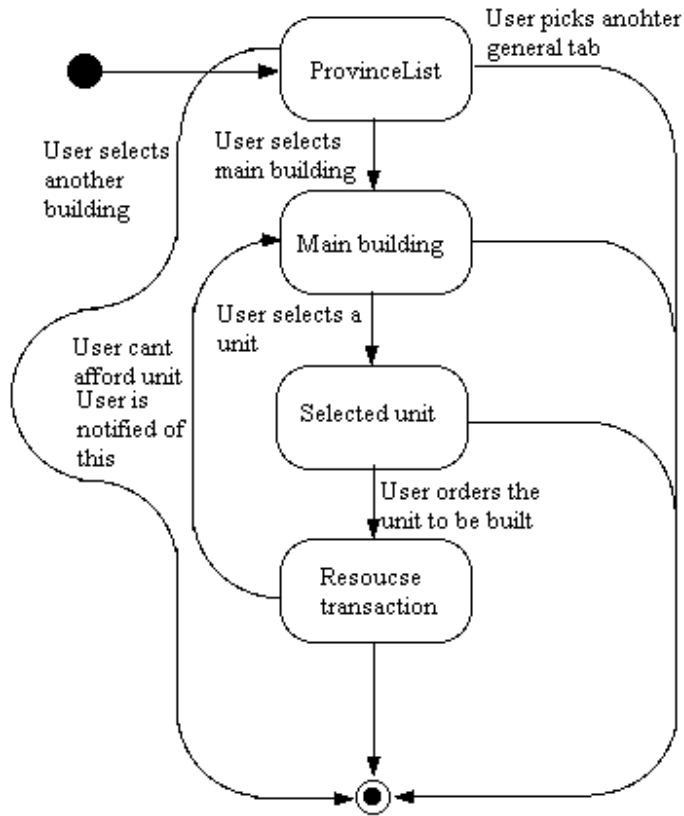 User picks anohter
general tab
ProvinceList
User selects
another
building
User selects
main building
Main building
User selects a
unit
User cant
afford unit
User is
notified of
this
Selected unit
User orders the
unit to be built
Resoucse
transaction